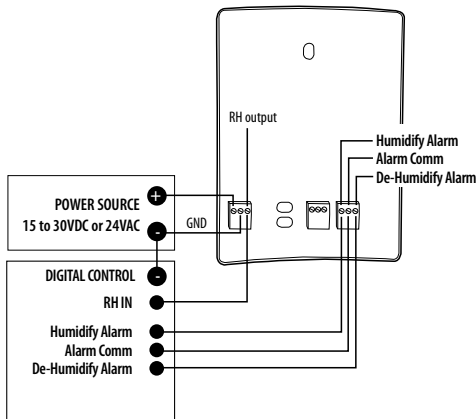 RH output
Humidify Alarm
Alarm Comm
De-Humidify Alarm
+
POWER SOURCE
15 to 30VDC or 24VAC
-
GND
DIGITAL CONTROL
-
RH IN
Humidify Alarm
Alarm Comm
De-Humidify Alarm